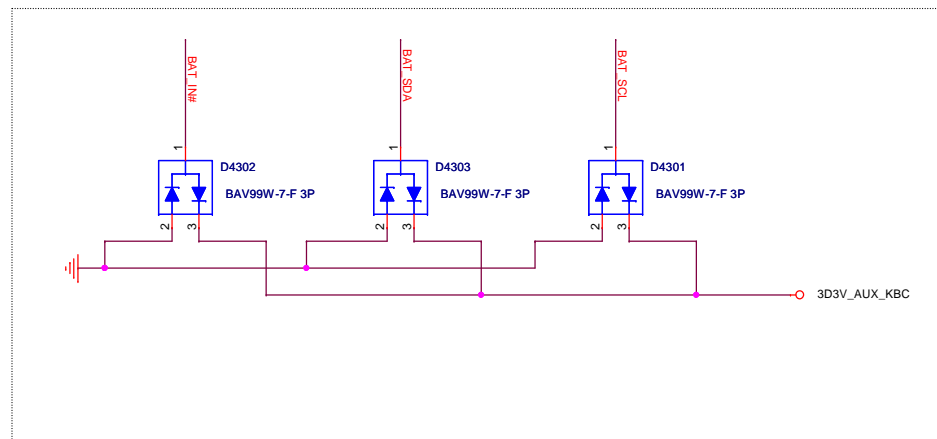 BAT_IN#
BAT_SDA
BAT_SCL
1
1
1
D4302
D4303
D4301
BAV99W-7-F 3P
BAV99W-7-F 3P
BAV99W-7-F 3P
2
3
2
3
2
3
3D3V_AUX_KBC